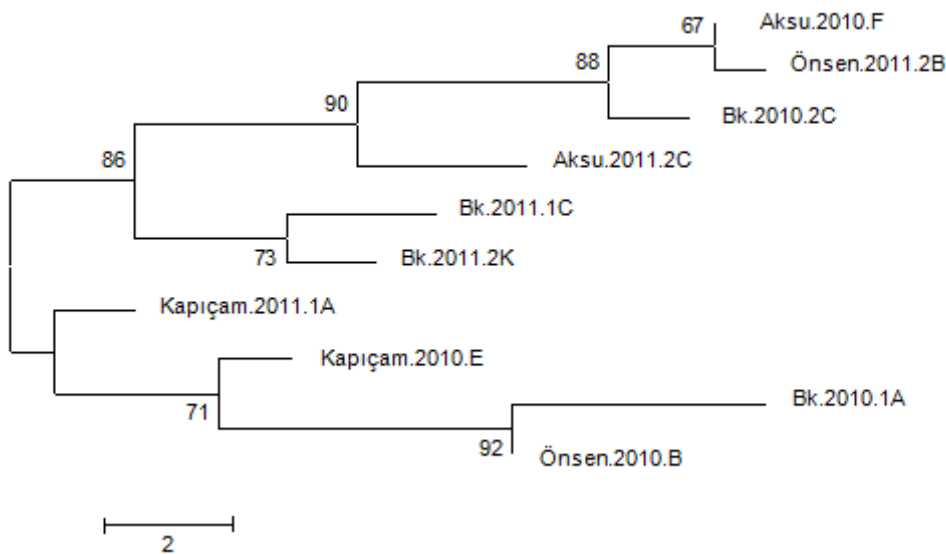 67
Aksu.2010.F
Önsen.2011.2B
88
Bk.2010.2C
90
Aksu.2011.2C
86
Bk.2011.1C
73
Bk.2011.2K
Kapıçam.2011.1A
Kapıçam.2010.E
71
Bk.2010.1A
92
Önsen.2010.B
2